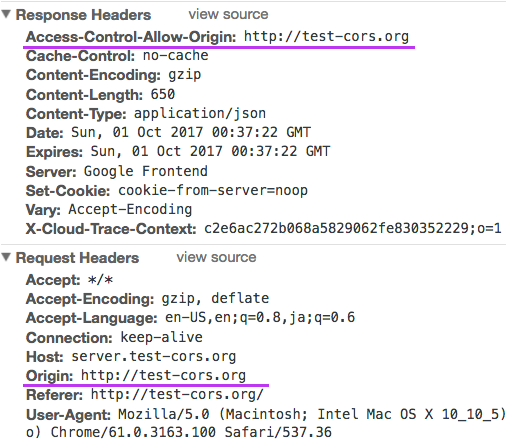 ▼ Response Headers view source
Access-Control-Allow-Origin: http://test-cors.org
Cache-Control: no-cache
Content-Encoding: gzip
Content-Length: 650
Content-Type: application/json
Date: Sun, 01 Oct 2017 00:37:22 GMT
Expires: Sun, 01 Oct 2017 00:37:22 GMT
Server: Google Frontend
Set-Cookie: cookie-from-server=noop
Vary: Accept-Encoding
X-Cloud-Trace-Context: c2e6ac272b068a5829062fe830352229;o=1
▼ Request Headers view source
Accept: */*
Accept-Encoding: gzip, deflate
Accept-Language: en-US,en;q=0.8,ja;q=0.6
Connection: keep-alive
Host: server.test-cors.org
Origin: http://test-cors.org
Referer: http://test-cors.org/
User-Agent: Mozilla/5.0 (Macintosh; Intel Mac OS X 10_10_5)
o) Chrome/61.0.3163.100 Safari/537.36